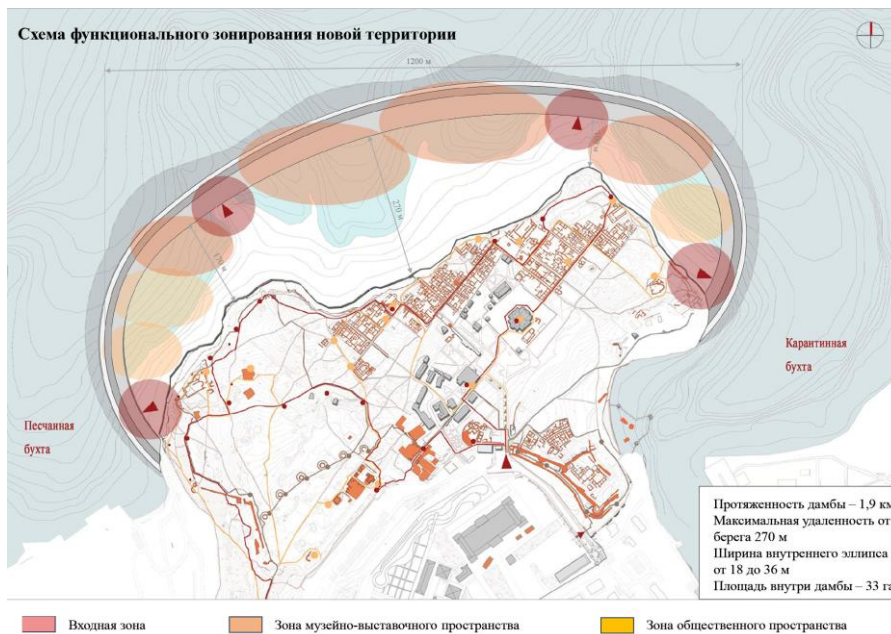 Схема функционального зонирования новой территории
1200 м
270 м
170 м
Карантинная
бухта
Песчанная
бухта
Протяженность дамбы – 1,9 км
Максимальная удаленность от
берега 270 м
Ширина внутреннего эллипса
от 18 до 36 м
Площадь внутри дамбы – 33 га
Входная зона
Зона музейно-выставочного пространства
Зона общественного пространства